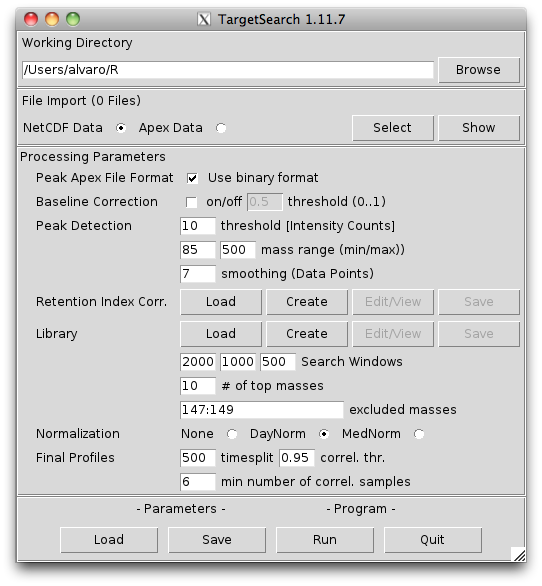 TargetSearch 1.11.7
Working Directory
/Users/alvaro/R Browse
File Import (0 Files)
NetCDF Data Apex Data Select Show
Processing Parameters
Peak Apex File Format Use binary format
Baseline Correction on/off 0.5 threshold (0..1)
Peak Detection 10 threshold [Intensity Counts]
85 500 mass range (min/max))
7 smoothing (Data Points)
Retention Index Corr. Load Create Edit/View Save
Library Load Create Edit/View Save
2000 1000 500 Search Windows
10 # of top masses
147:149 excluded masses
Normalization None DayNorm MedNorm
Final Profiles 500 timesplit 0.95 correl. thr.
6 min number of correl. samples
- Parameters - - Program -
Load Save Run Quit